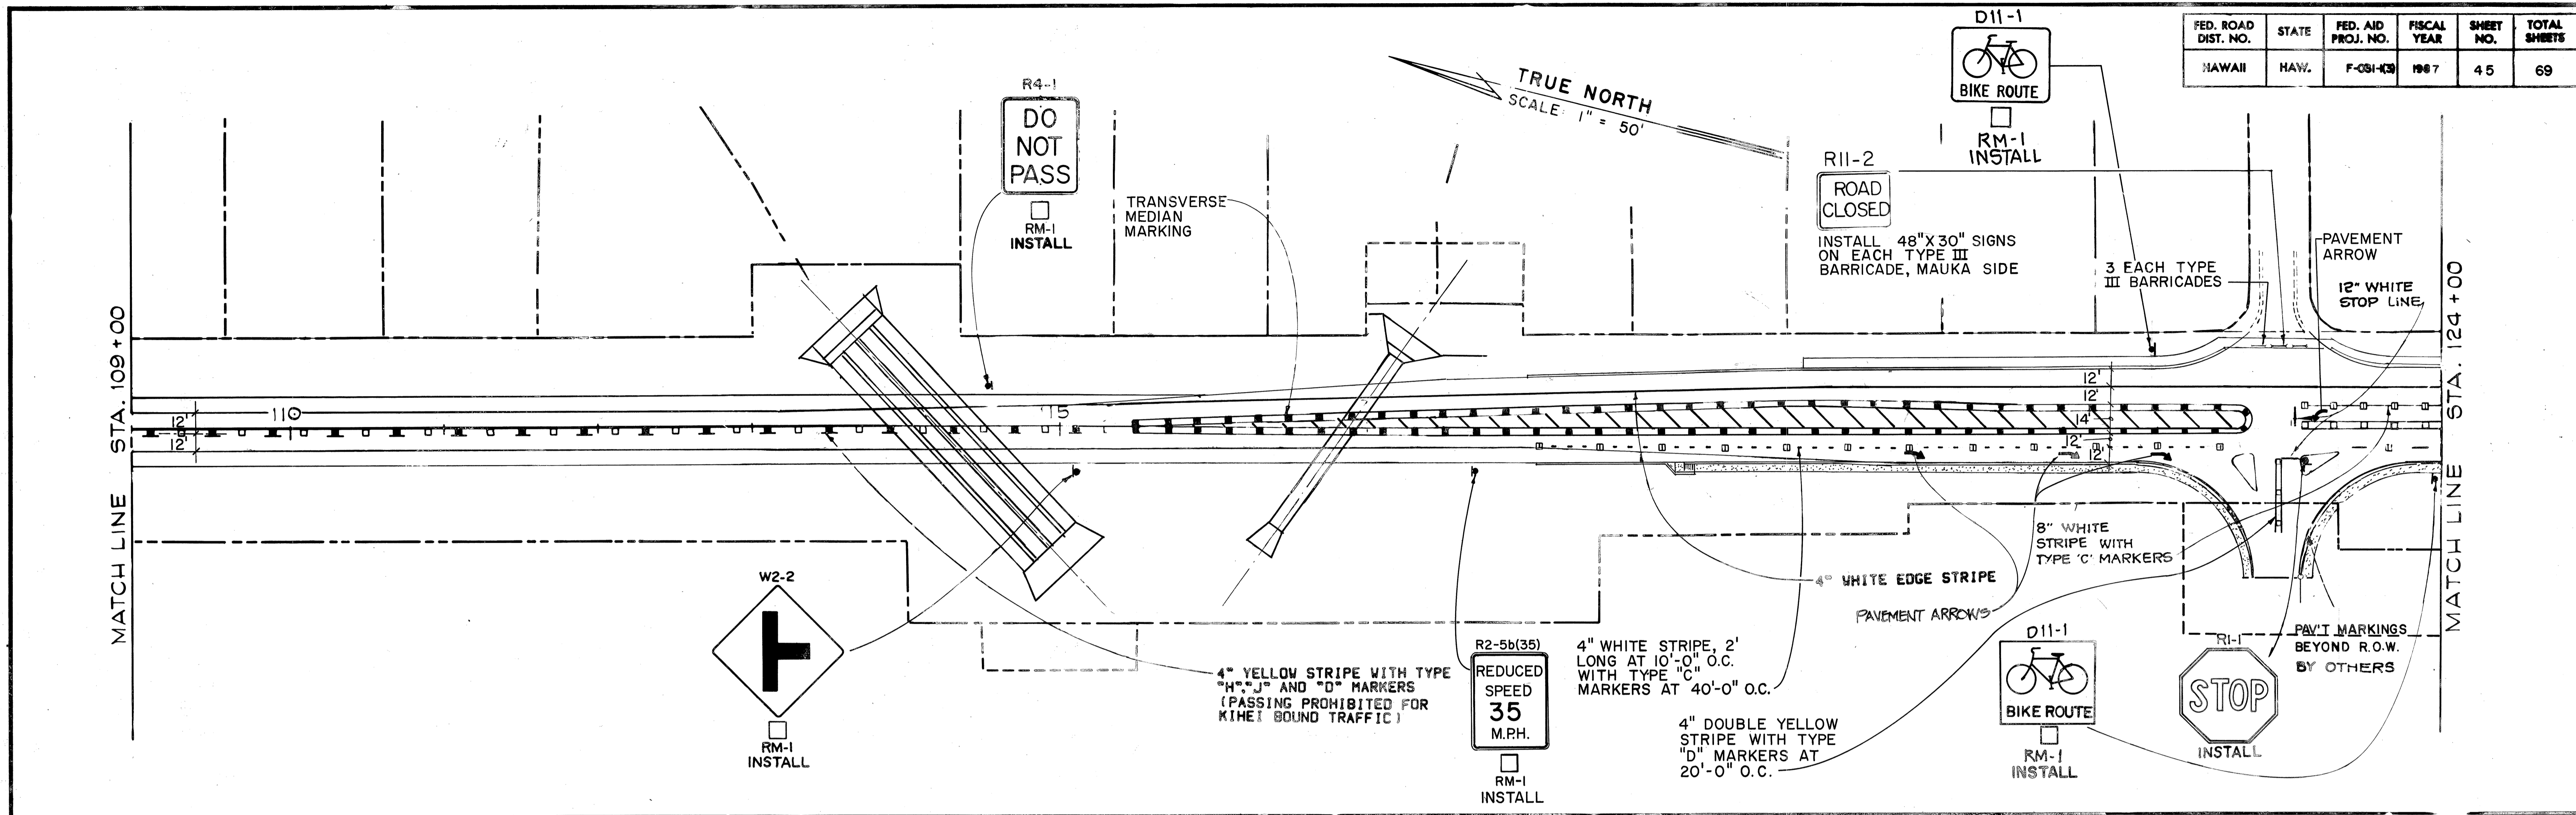 FED. ROAD DIST. NO. STATE FED. AID PROJ. NO. FISCAL YEAR SHEET NO. TOTAL SHEETS
HAWAII HAW. 1987 45 69
D11-1
BIKE ROUTE
RM-1
INSTALL
TRUE NORTH
SCALE: 1" = 50'
R4-1
DO
NOT
PASS
RM-1
INSTALL
TRANSVERSE
MEDIAN
MARKING
R11-2
ROAD
CLOSED
INSTALL 48"X30" SIGNS
ON EACH TYPE III
BARRICADE, MAUKA SIDE
3 EACH TYPE
III BARRICADES
PAVEMENT
ARROW
12" WHITE
STOP LINE
MATCH LINE STA. 109+00
MATCH LINE STA. 124+00
12'
12'
110
115
12'
12'
14'
12'
12'
8" WHITE
STRIPE WITH
TYPE 'C' MARKERS
4" WHITE EDGE STRIPE
PAVEMENT ARROWS
W2-2
RM-1
INSTALL
4" YELLOW STRIPE WITH TYPE
"H","J" AND "D" MARKERS
(PASSING PROHIBITED FOR
KIHEI BOUND TRAFFIC)
R2-5b(35)
REDUCED
SPEED
35
M.P.H.
RM-1
INSTALL
4" WHITE STRIPE, 2'
LONG AT 10'-0" O.C.
WITH TYPE "C"
MARKERS AT 40'-0" O.C.
4" DOUBLE YELLOW
STRIPE WITH TYPE
"D" MARKERS AT
20'-0" O.C.
D11-1
BIKE ROUTE
RM-1
INSTALL
R1-1
STOP
INSTALL
PAV'T MARKINGS
BEYOND R.O.W.
BY OTHERS